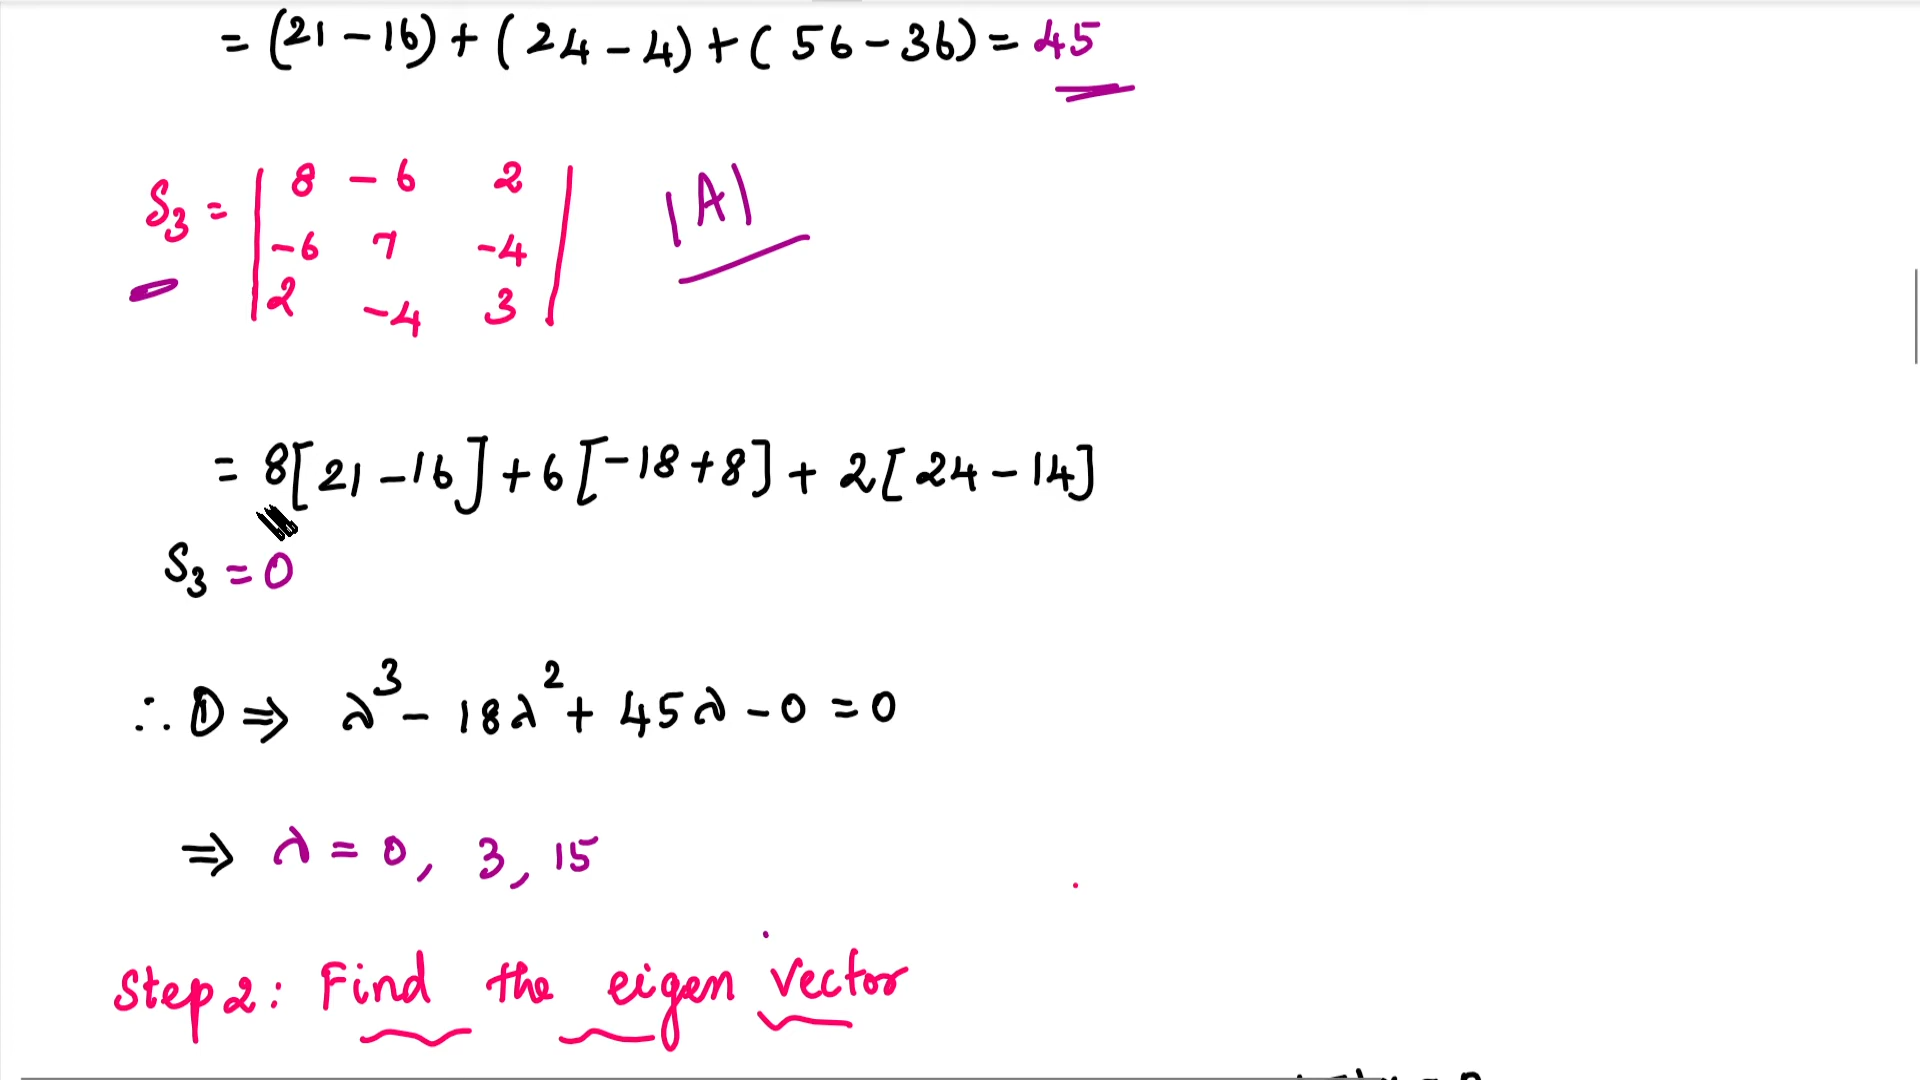 = (21 - 16) + (24 - 4) + (56 - 36) = 45
S₃ = | 8 -6 2 | |A|
| -6 7 -4 |
| 2 -4 3 |
= 8[21 - 16] + 6[-18 + 8] + 2[24 - 14]
S₃ = 0
∴ ① ⇒ λ³ - 18λ² + 45λ - 0 = 0
⇒ λ = 0, 3, 15
Step 2: Find the eigen vector